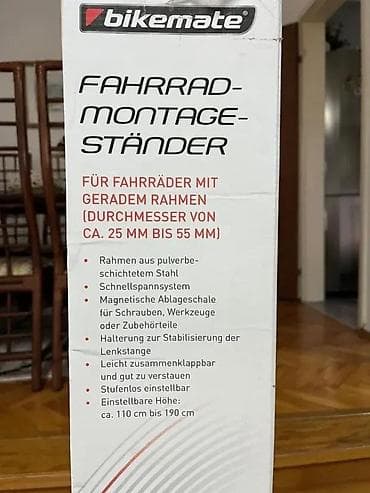 bikemate®
FAHRRAD-
MONTAGE-
STÄNDER
FÜR FAHRRÄDER MIT
GERADEM RAHMEN
(DURCHMESSER VON
CA. 25 MM BIS 55 MM)
• Rahmen aus pulverbe-
schichtetem Stahl
• Schnellspannsystem
• Magnetische Ablageschale
für Schrauben, Werkzeuge
oder Zubehörteile
• Halterung zur Stabilisierung der
Lenkstange
• Leicht zusammenklappbar
und gut zu verstauen
• Stufenlos einstellbar
• Einstellbare Höhe:
ca. 110 cm bis 190 cm